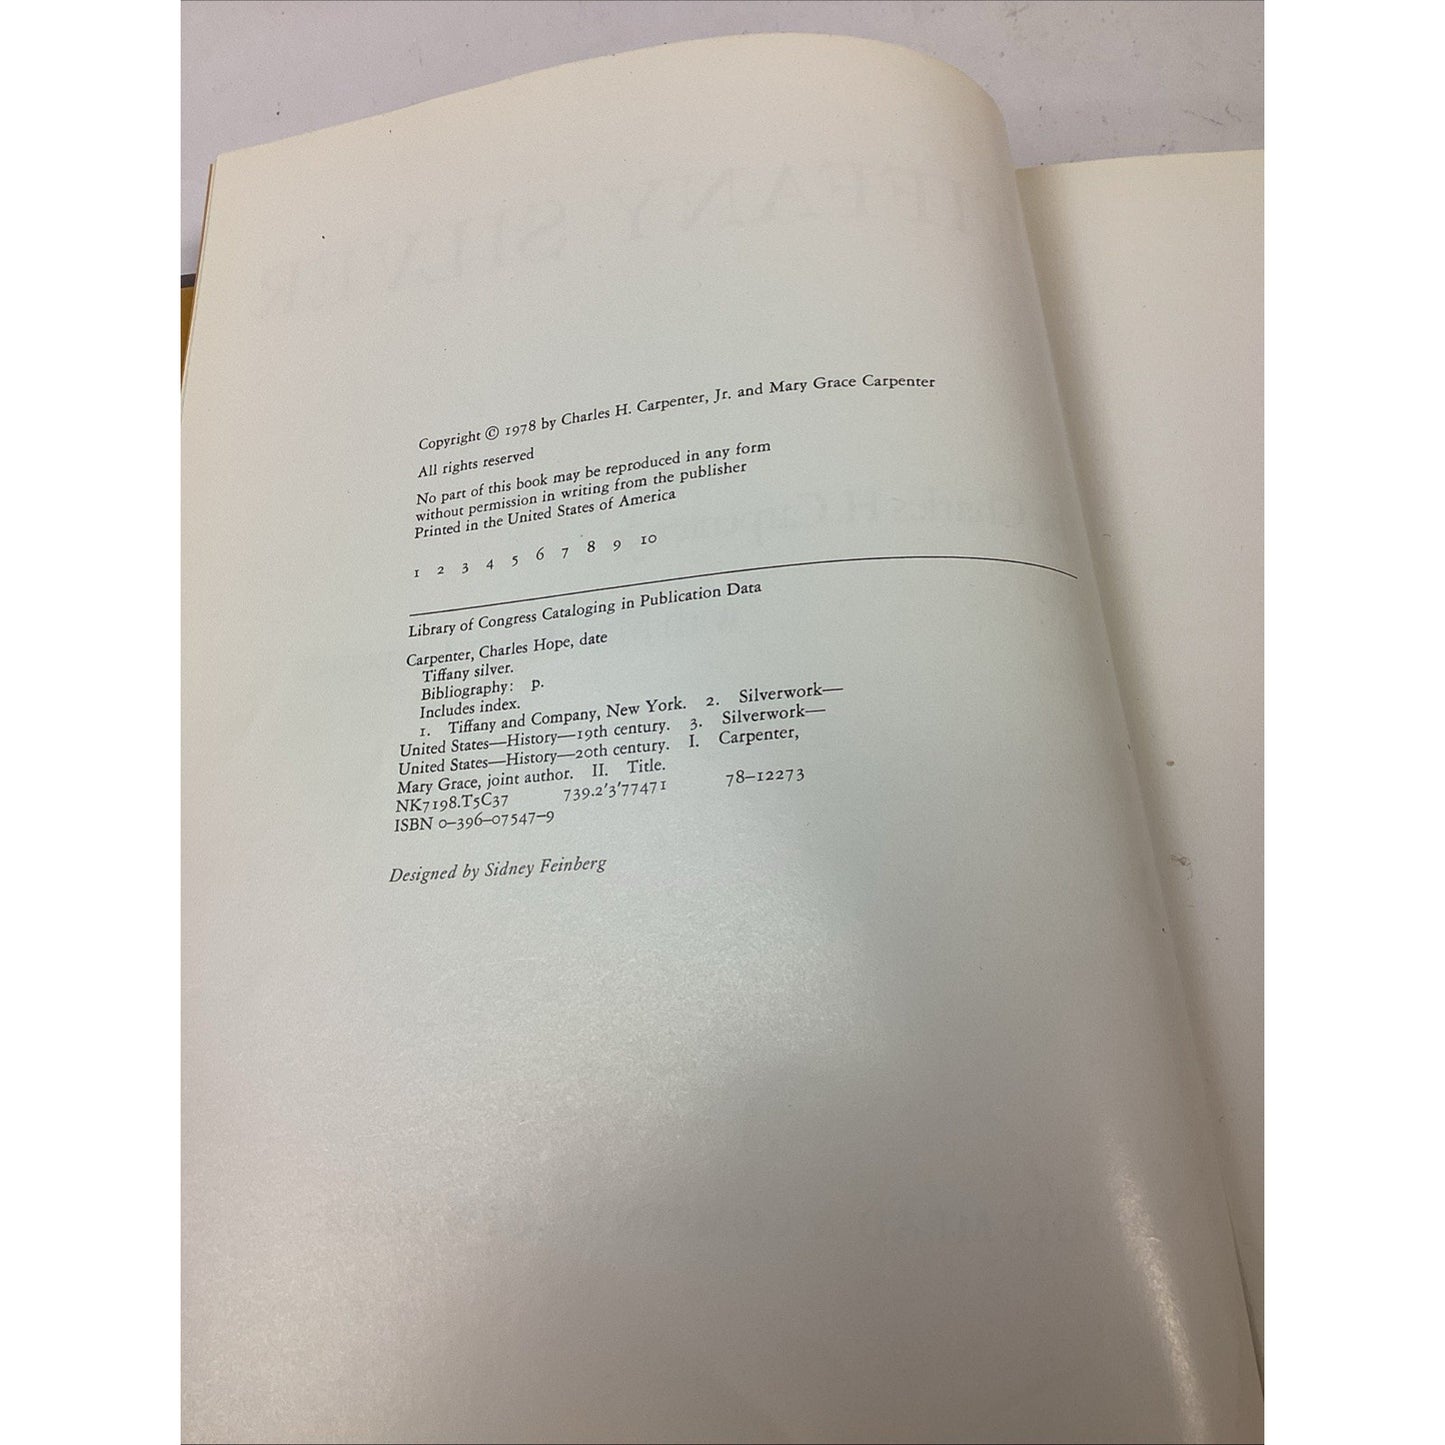 Copyright © 1978 by Charles H. Carpenter, Jr. and Mary Grace Carpenter
All rights reserved
No part of this book may be reproduced in any form
without permission in writing from the publisher
Printed in the United States of America
1 2 3 4 5 6 7 8 9 10
Library of Congress Cataloging in Publication Data
Carpenter, Charles Hope, date
Tiffany silver.
Bibliography: p.
Includes index.
1. Tiffany and Company, New York. 2. Silverwork—
United States—History—19th century. 3. Silverwork—
United States—History—20th century. I. Carpenter,
Mary Grace, joint author. II. Title.
NK7198.T5C37 739.2'3'77471 78-12273
ISBN 0-396-07547-9
Designed by Sidney Feinberg